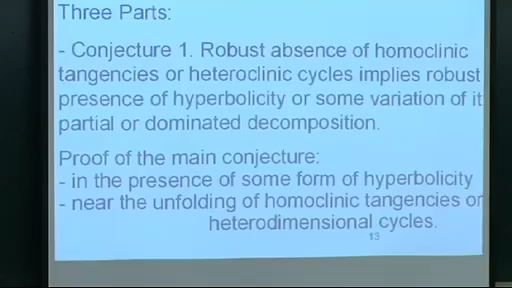 Three Parts:
- Conjecture 1. Robust absence of homoclinic
tangencies or heteroclinic cycles implies robust
presence of hyperbolicity or some variation of it
partial or dominated decomposition.
Proof of the main conjecture:
- in the presence of some form of hyperbolicity
- near the unfolding of homoclinic tangencies or
heterodimensional cycles.
13